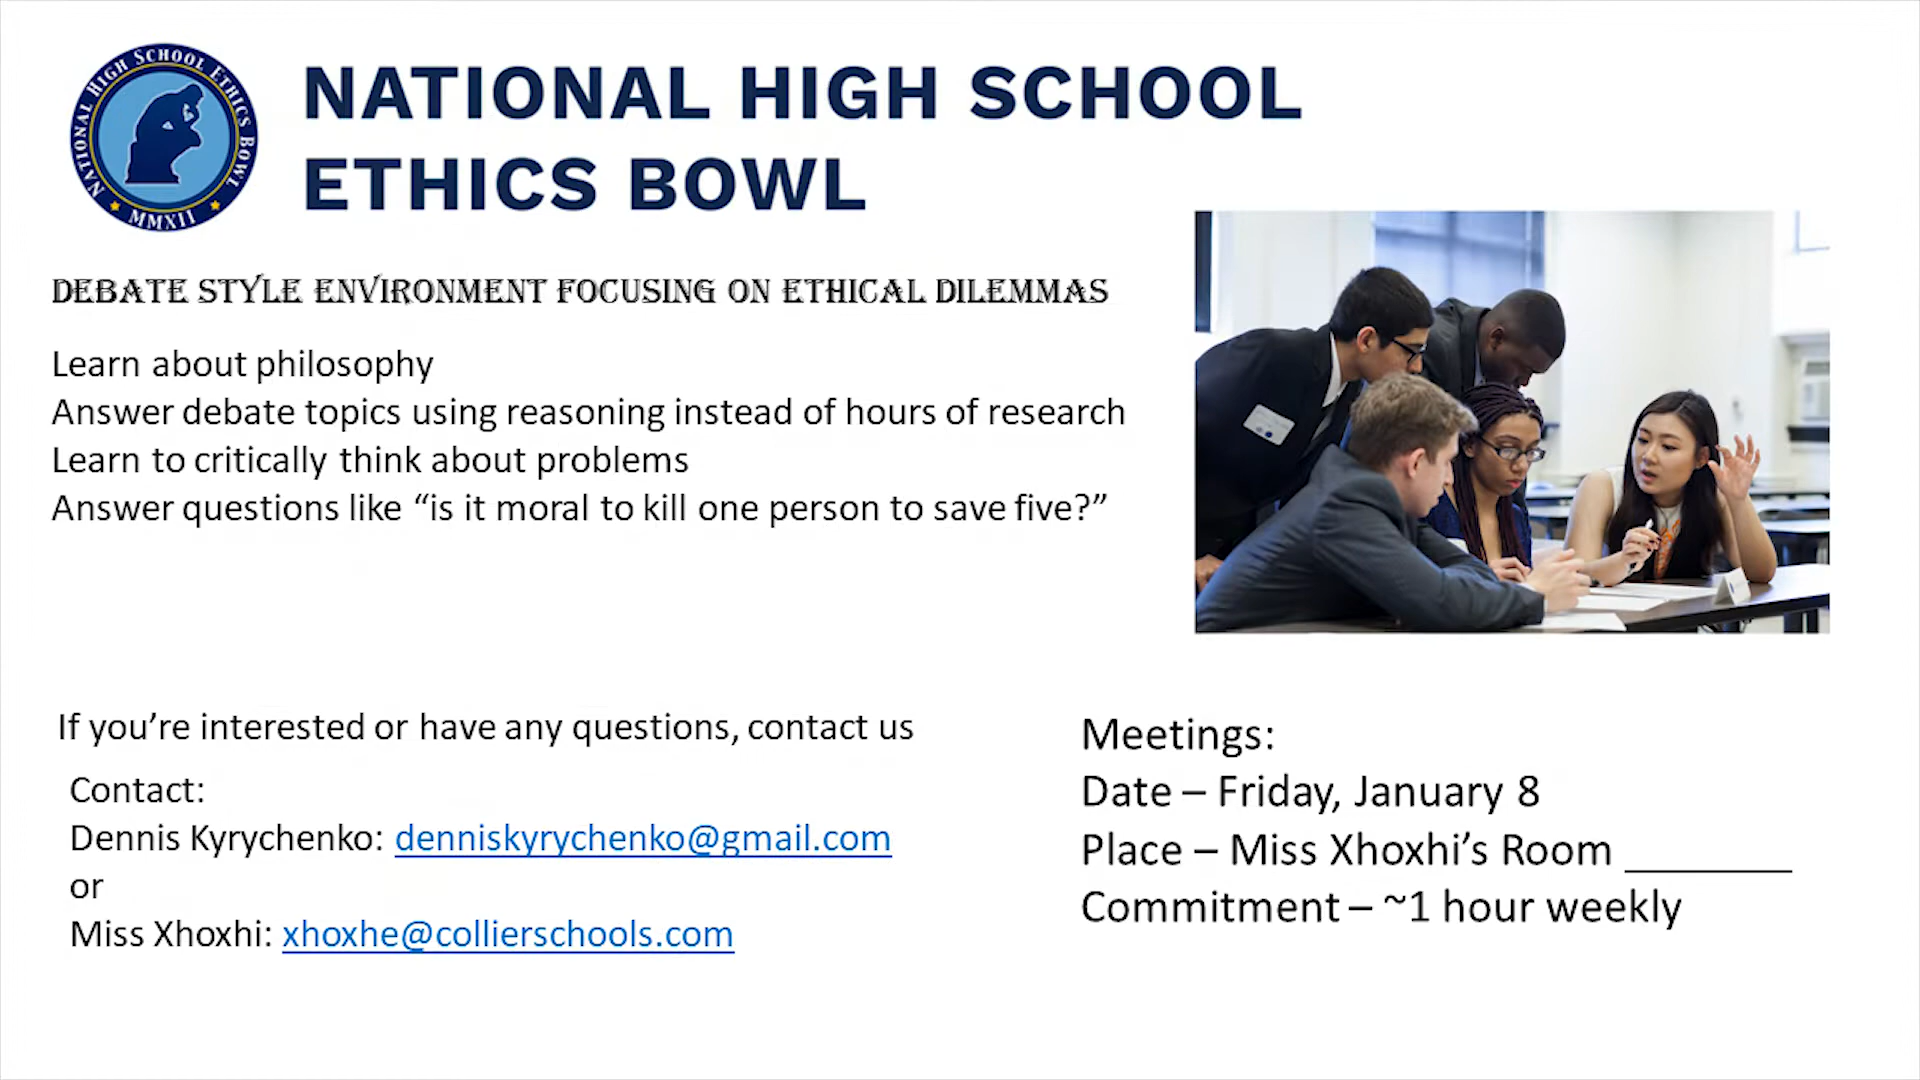 NATIONAL HIGH SCHOOL ETHICS BOWL
MMXII
NATIONAL HIGH SCHOOL
ETHICS BOWL
DEBATE STYLE ENVIRONMENT FOCUSING ON ETHICAL DILEMMAS
Learn about philosophy
Answer debate topics using reasoning instead of hours of research
Learn to critically think about problems
Answer questions like “is it moral to kill one person to save five?”
If you’re interested or have any questions, contact us
Contact:
Dennis Kyrychenko: denniskyrychenko@gmail.com
or
Miss Xhoxhi: xhoxhe@collierschools.com
Meetings:
Date – Friday, January 8
Place – Miss Xhoxhi’s Room ________
Commitment – ~1 hour weekly